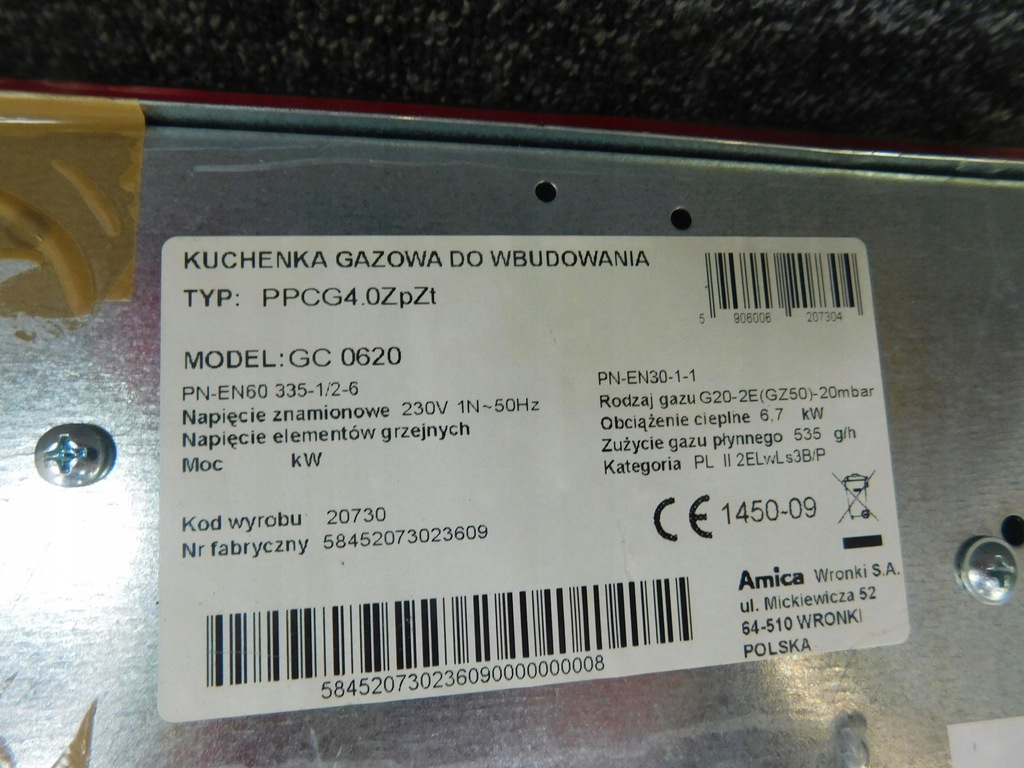 KUCHENKA GAZOWA DO WBUDOWANIA
TYP: PPCG4.0ZpZt
5 906006 207304
MODEL: GC 0620
PN-EN60 335-1/2-6
Napięcie znamionowe 230V 1N~50Hz
Napięcie elementów grzejnych
Moc kW
PN-EN30-1-1
Rodzaj gazu G20-2E(GZ50)-20mbar
Obciążenie cieplne 6,7 kW
Zużycie gazu płynnego 535 g/h
Kategoria PL II 2ELwLs3B/P
Kod wyrobu 20730
Nr fabryczny 58452073023609
CE 1450-09
Amica Wronki S.A.
ul. Mickiewicza 52
64-510 WRONKI
POLSKA
584520730236090000000008